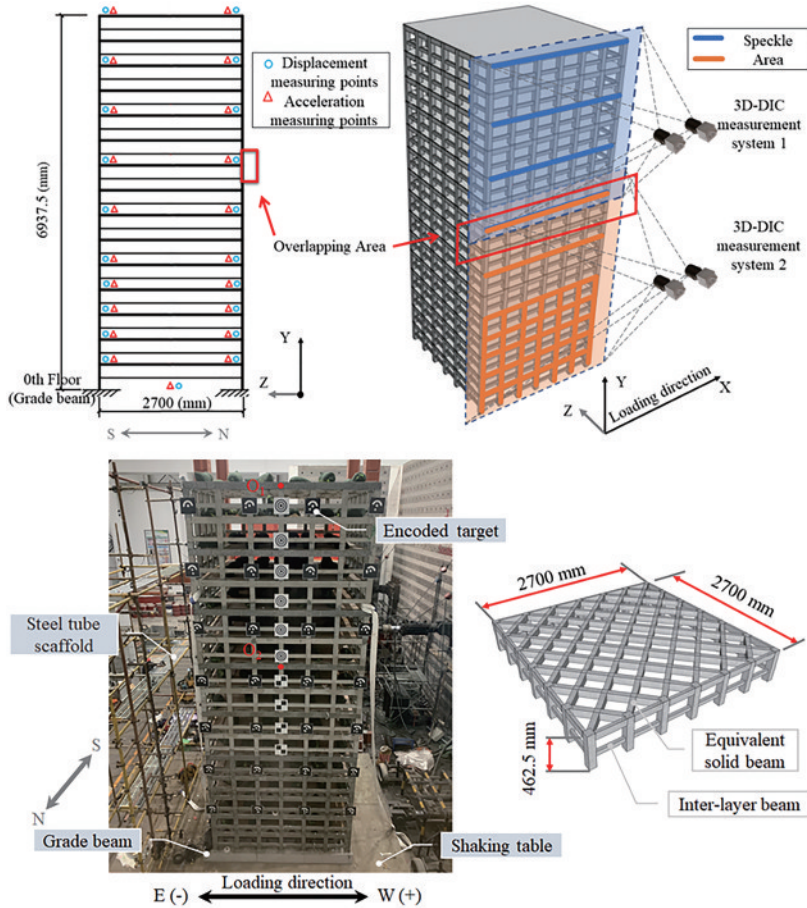 Displacement
measuring points
Acceleration
measuring points
6937.5 (mm)
Overlapping Area
0th Floor
(Grade beam)
2700 (mm)
Y
Z
S
N
Speckle
Area
3D-DIC
measurement
system 1
3D-DIC
measurement
system 2
Y
X
Z
Loading direction
Encoded target
Steel tube
scaffold
S
N
Grade beam
Shaking table
E (-)
Loading direction
W (+)
2700 mm
2700 mm
462.5 mm
Equivalent
solid beam
Inter-layer beam